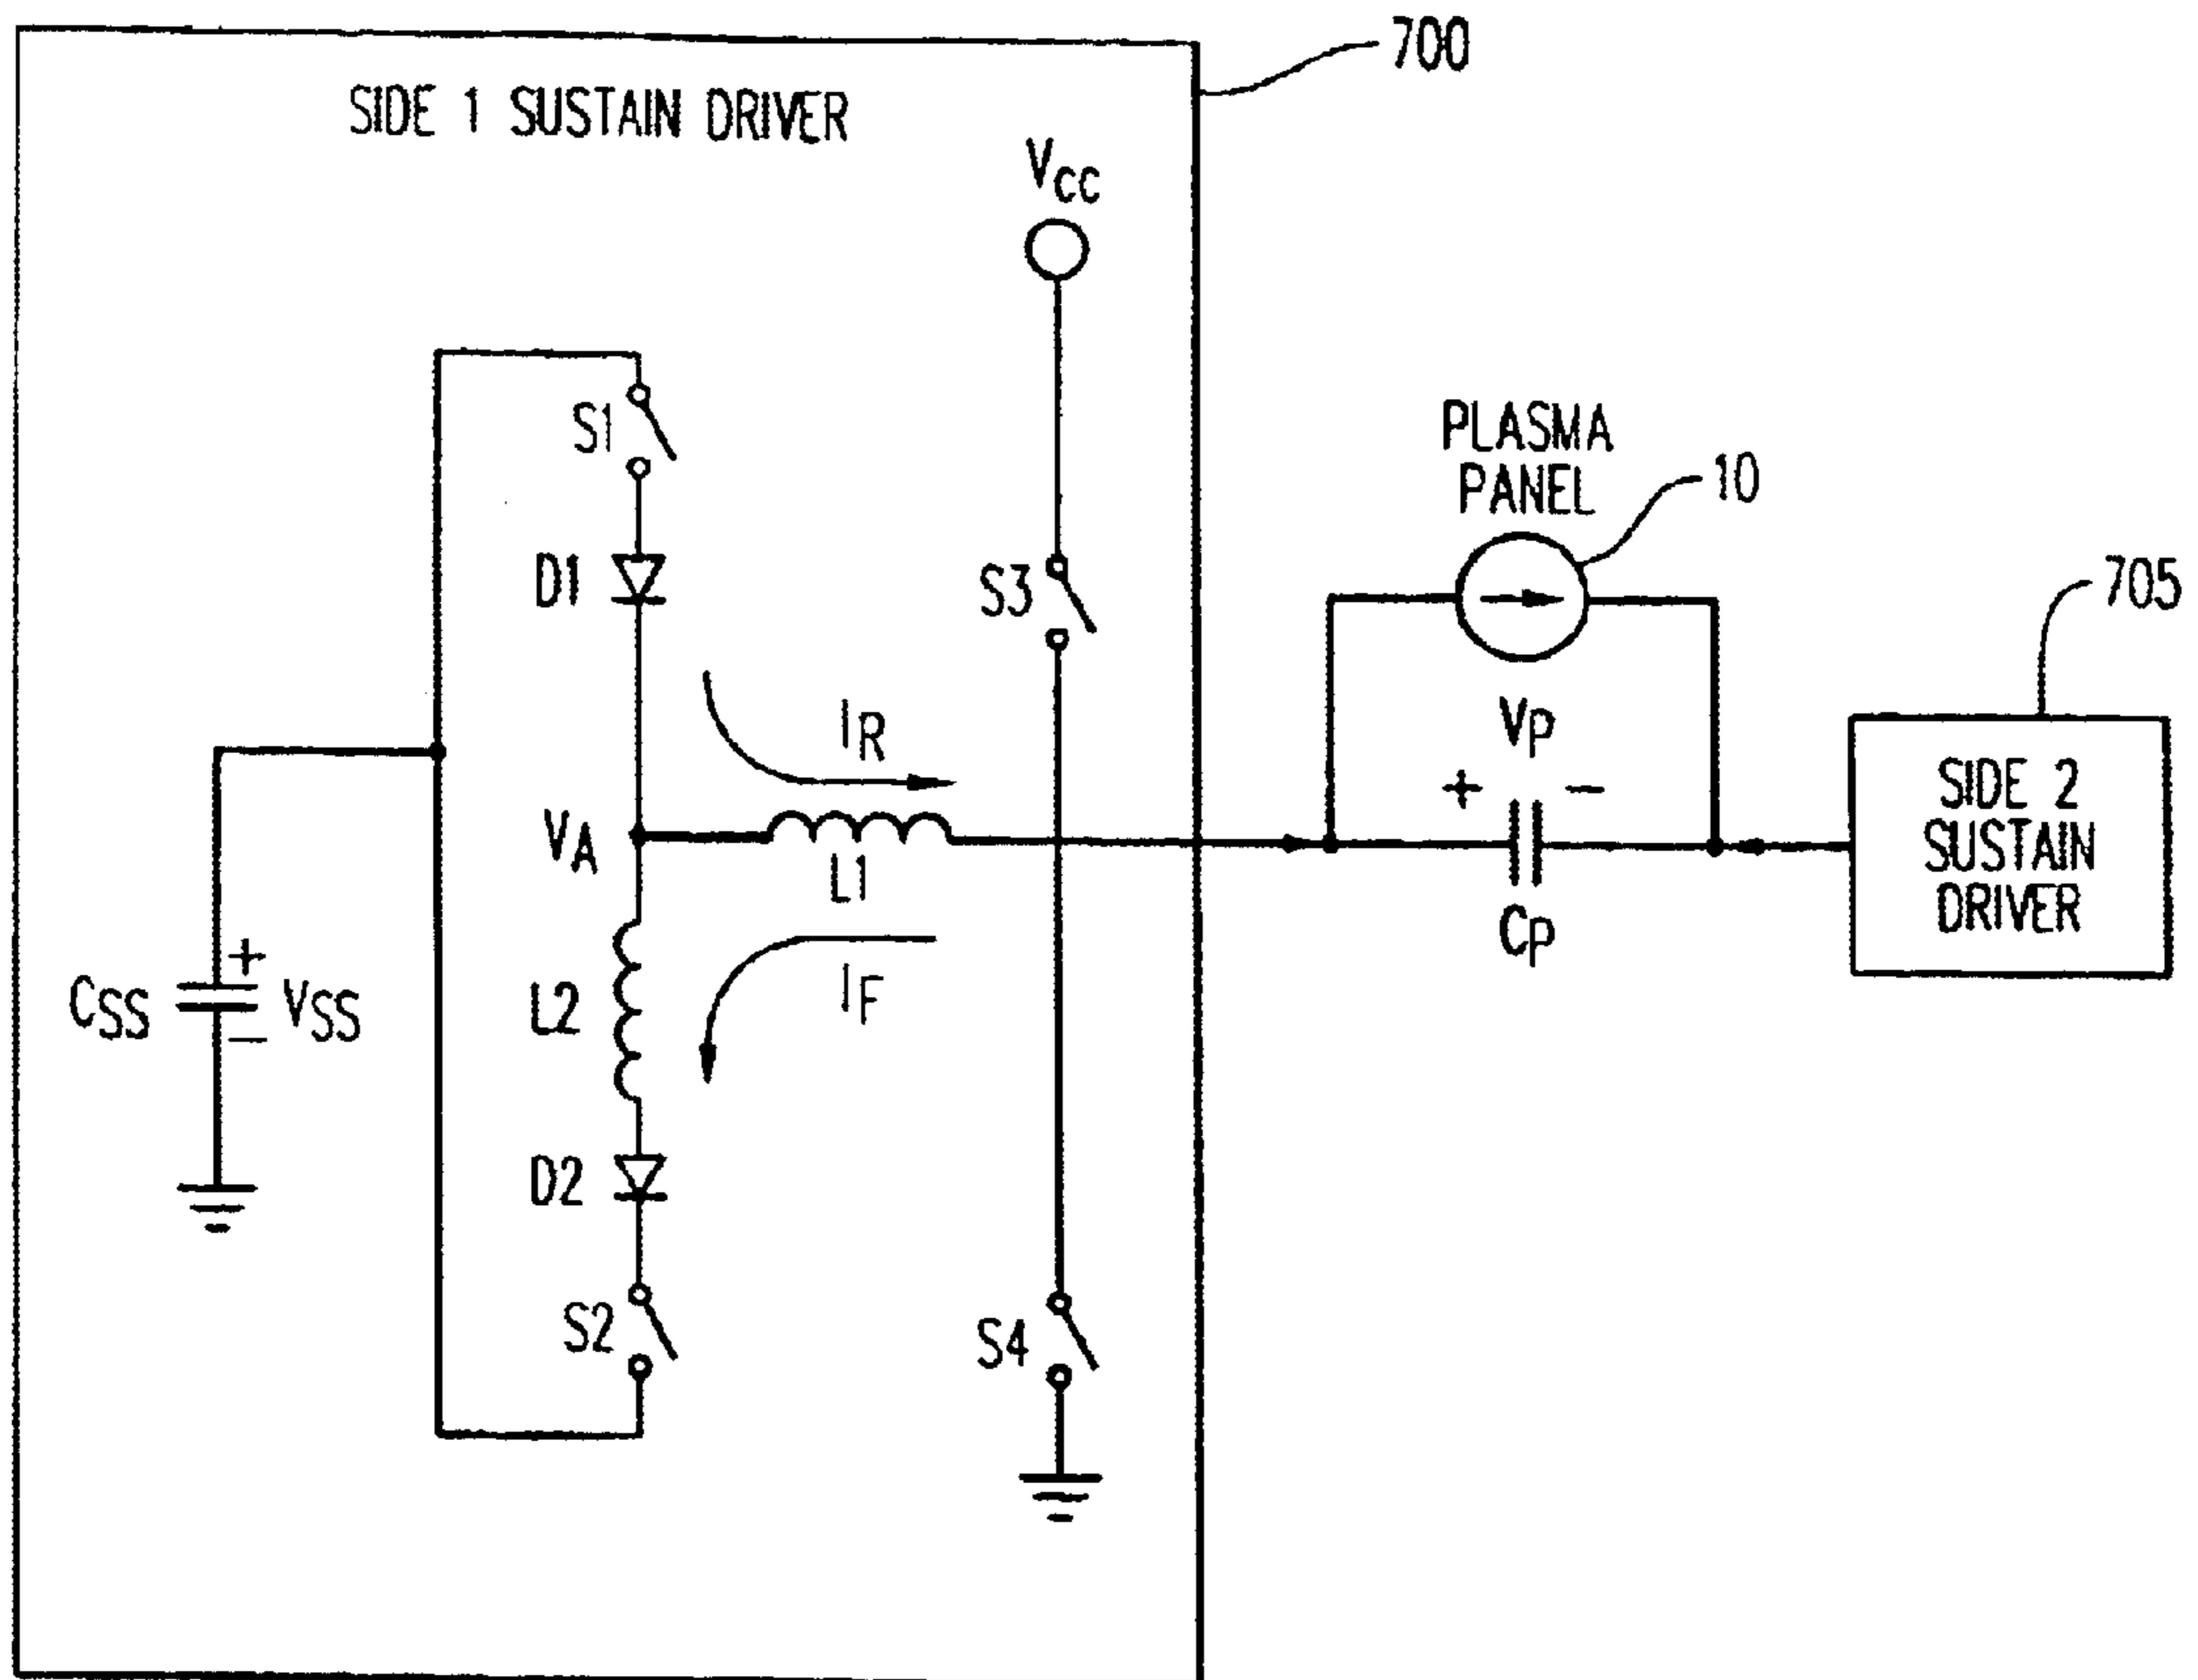 700
SIDE 1 SUSTAIN DRIVER
VCC
S1
PLASMA
PANEL
10
D1
S3
705
IR
VP
+ −
SIDE 2
SUSTAIN
DRIVER
VA
L1
CP
+
CSS
VSS
−
L2
IF
D2
S2
S4